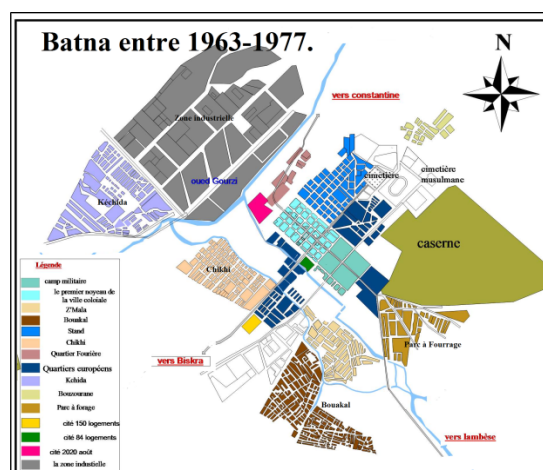 Batna entre 1963-1977.
N
vers constantine
Zone industrielle
oued Gourzi
cimetière
cimetiere
musulmane
Kéchida
caserne
Chikhi
Légende
camp militaire
le premier noyeau de
la ville coloiale
Z'Mala
Bouakal
Stand
Chikhi
Quartier Fourière
Quartiers européens
Kchida
Bouzourane
Parc à forage
cité 150 logements
cité 84 logements
cité 2020 août
la zone industielle
Parc à Fourrage
vers Biskra
Bouakal
vers lambèse